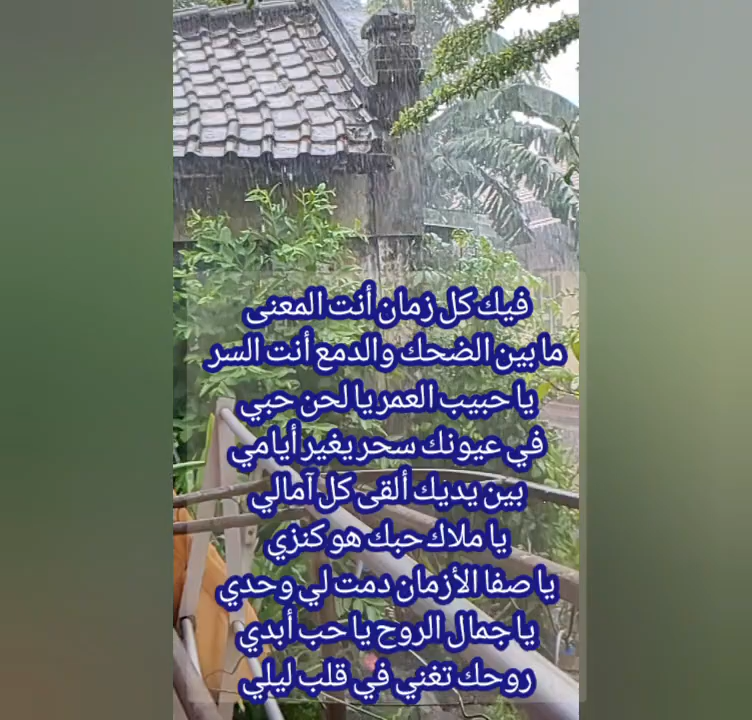 فيك كل زمان أنت المعنى
ما بين الضحك والدمع أنت السر
يا حبيب العمر يا لحن حبي
في عيونك سحر يغير أيامي
بين يديك ألقى كل آمالي
يا ملاك حبك هو كنزي
يا صفا الأزمان دمت لي وحدي
يا جمال الروح يا حب أبدي
روحك تغني في قلب ليلي